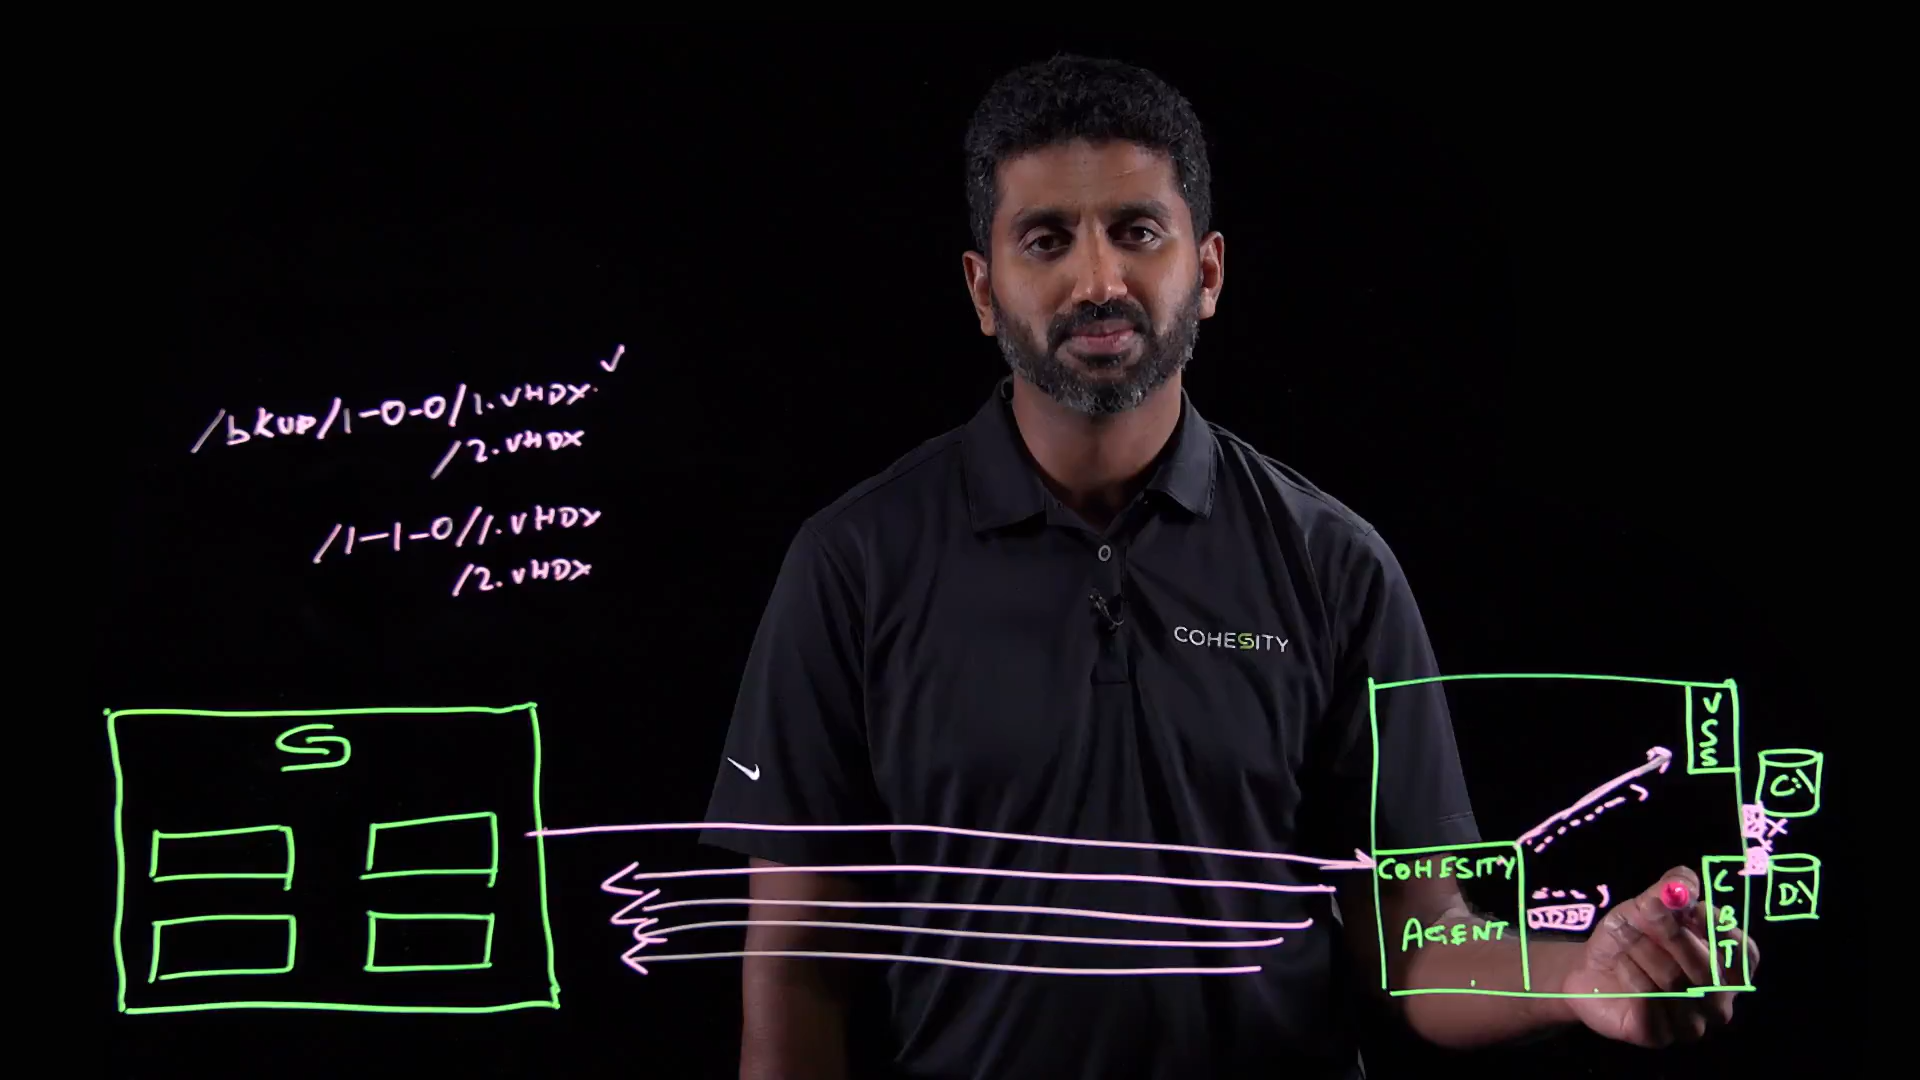 /bkup/1-0-0/1.VHDX
/2.VHDX
/1-1-0//1.VHDX
/2.VHDX
COHESITY
S
VSS
C:\
COHESITY
AGENT
CBT
D:\